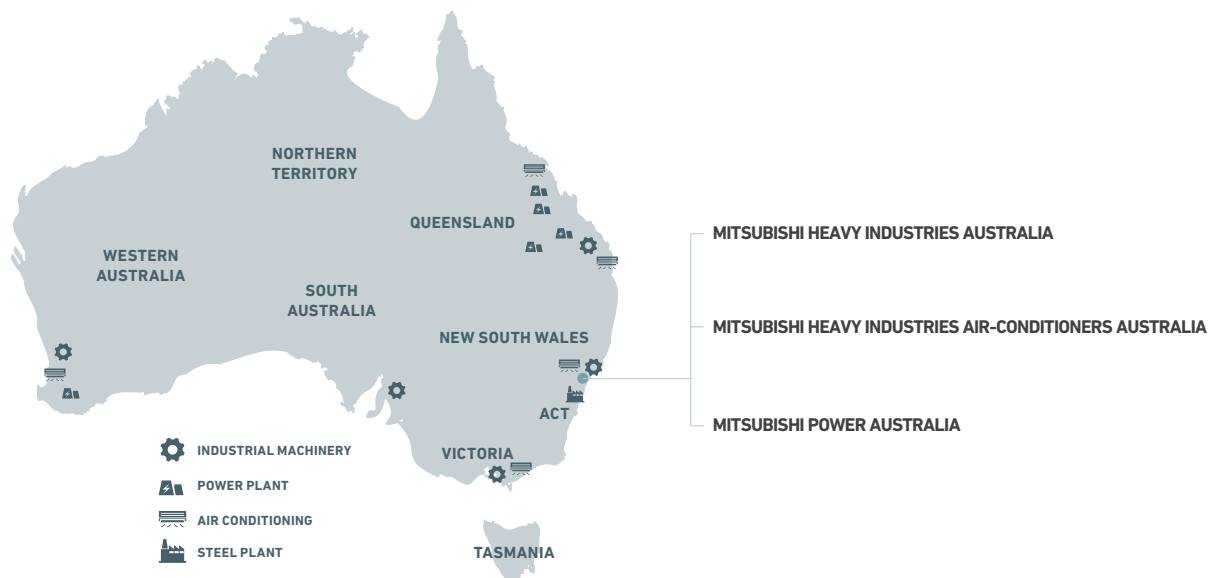 NORTHERN
TERRITORY
QUEENSLAND
MITSUBISHI HEAVY INDUSTRIES AUSTRALIA
WESTERN
AUSTRALIA
SOUTH
AUSTRALIA
MITSUBISHI HEAVY INDUSTRIES AIR-CONDITIONERS AUSTRALIA
NEW SOUTH WALES
ACT
MITSUBISHI POWER AUSTRALIA
VICTORIA
INDUSTRIAL MACHINERY
POWER PLANT
AIR CONDITIONING
STEEL PLANT
TASMANIA